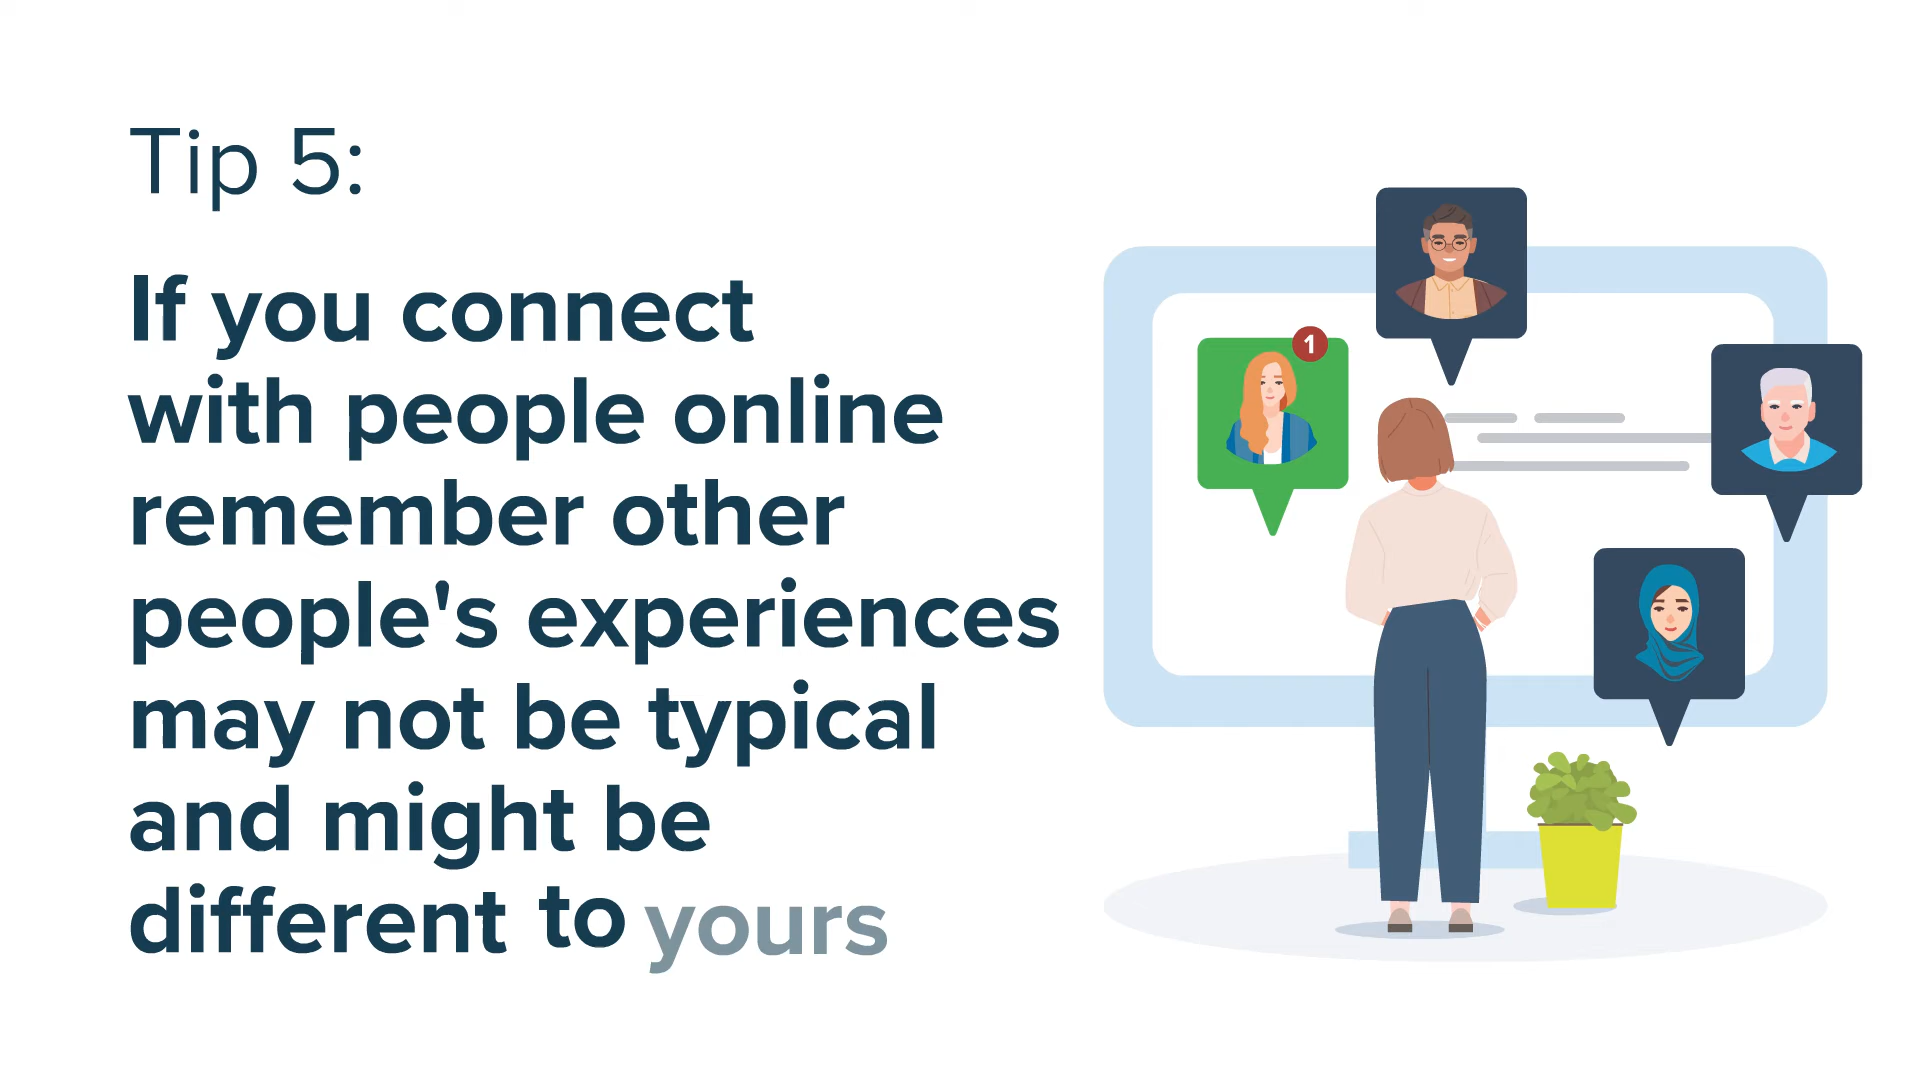 Tip 5:
If you connect
with people online
remember other
people's experiences
may not be typical
and might be
different to yours
1